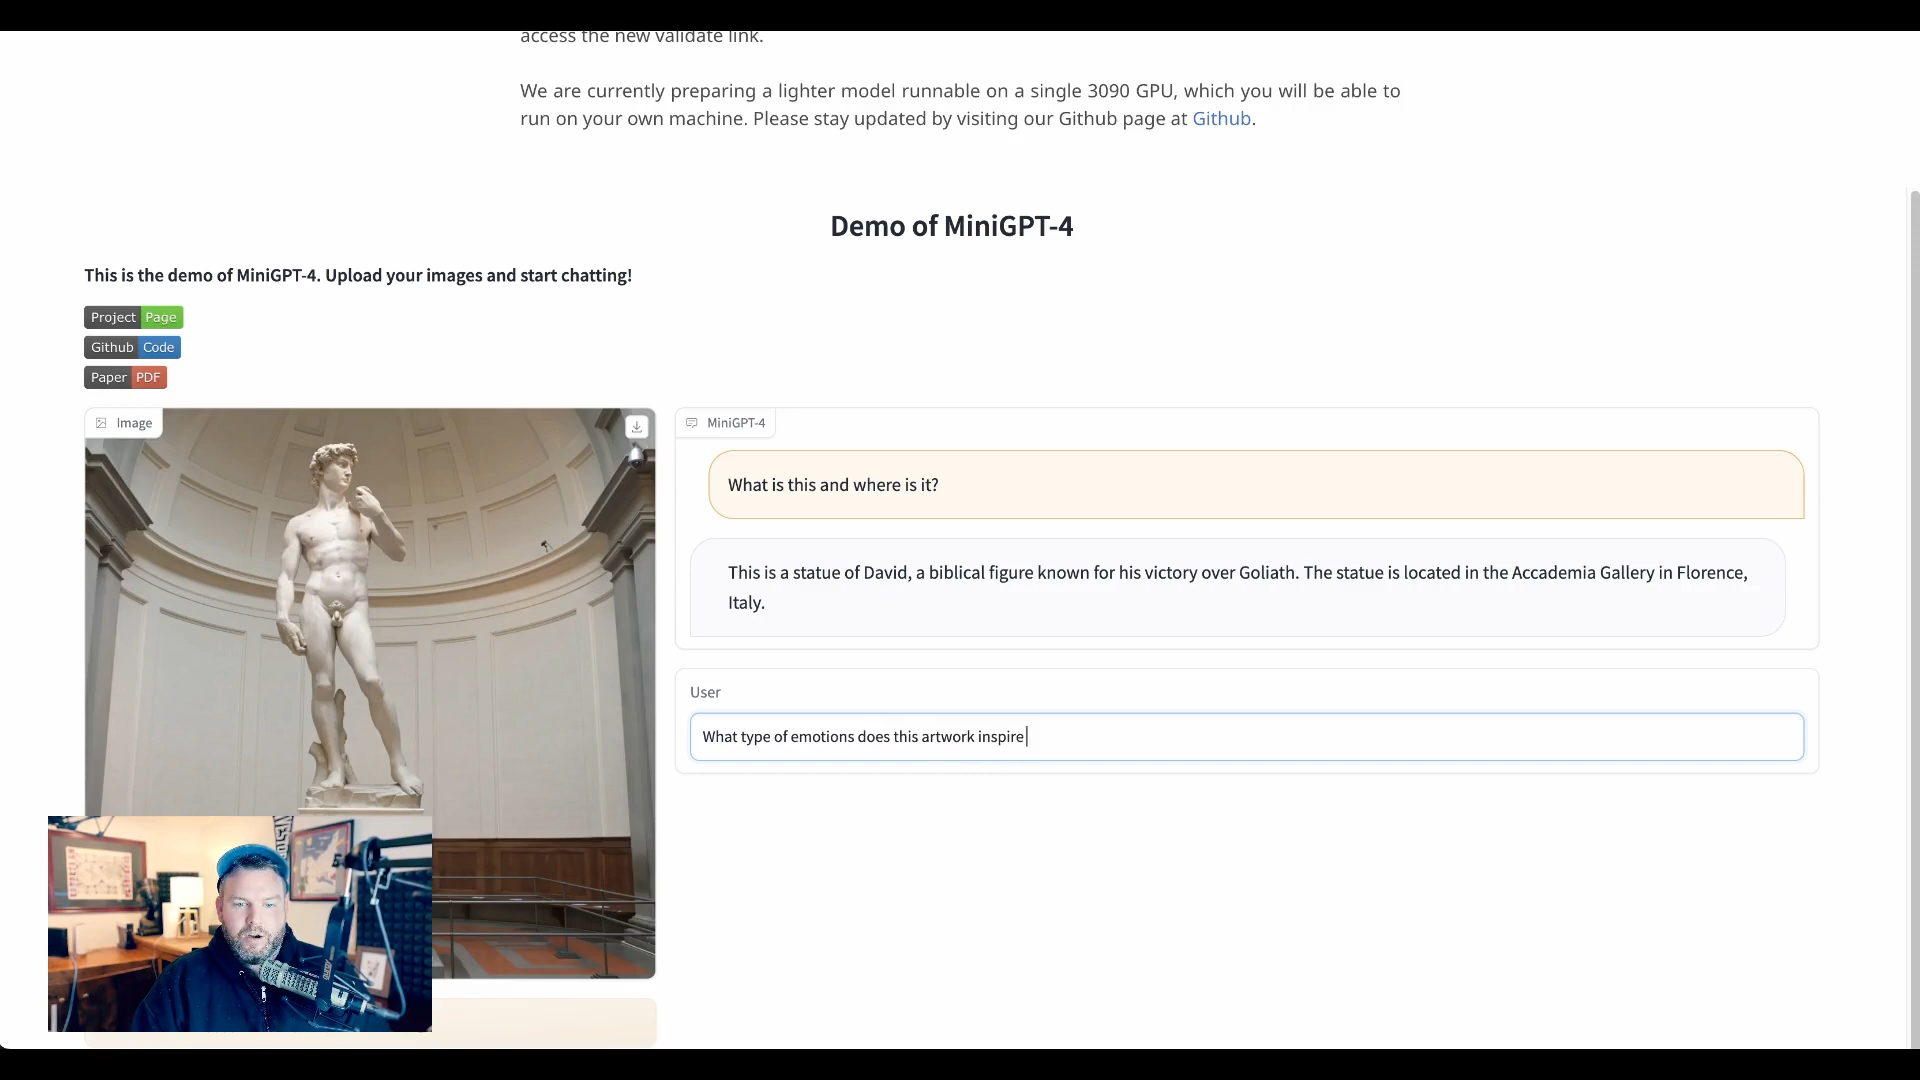 access the new validate link.
We are currently preparing a lighter model runnable on a single 3090 GPU, which you will be able to
run on your own machine. Please stay updated by visiting our Github page at Github.
Demo of MiniGPT-4
This is the demo of MiniGPT-4. Upload your images and start chatting!
Project Page
Github Code
Paper PDF
Image
MiniGPT-4
What is this and where is it?
This is a statue of David, a biblical figure known for his victory over Goliath. The statue is located in the Accademia Gallery in Florence,
Italy.
User
What type of emotions does this artwork inspire